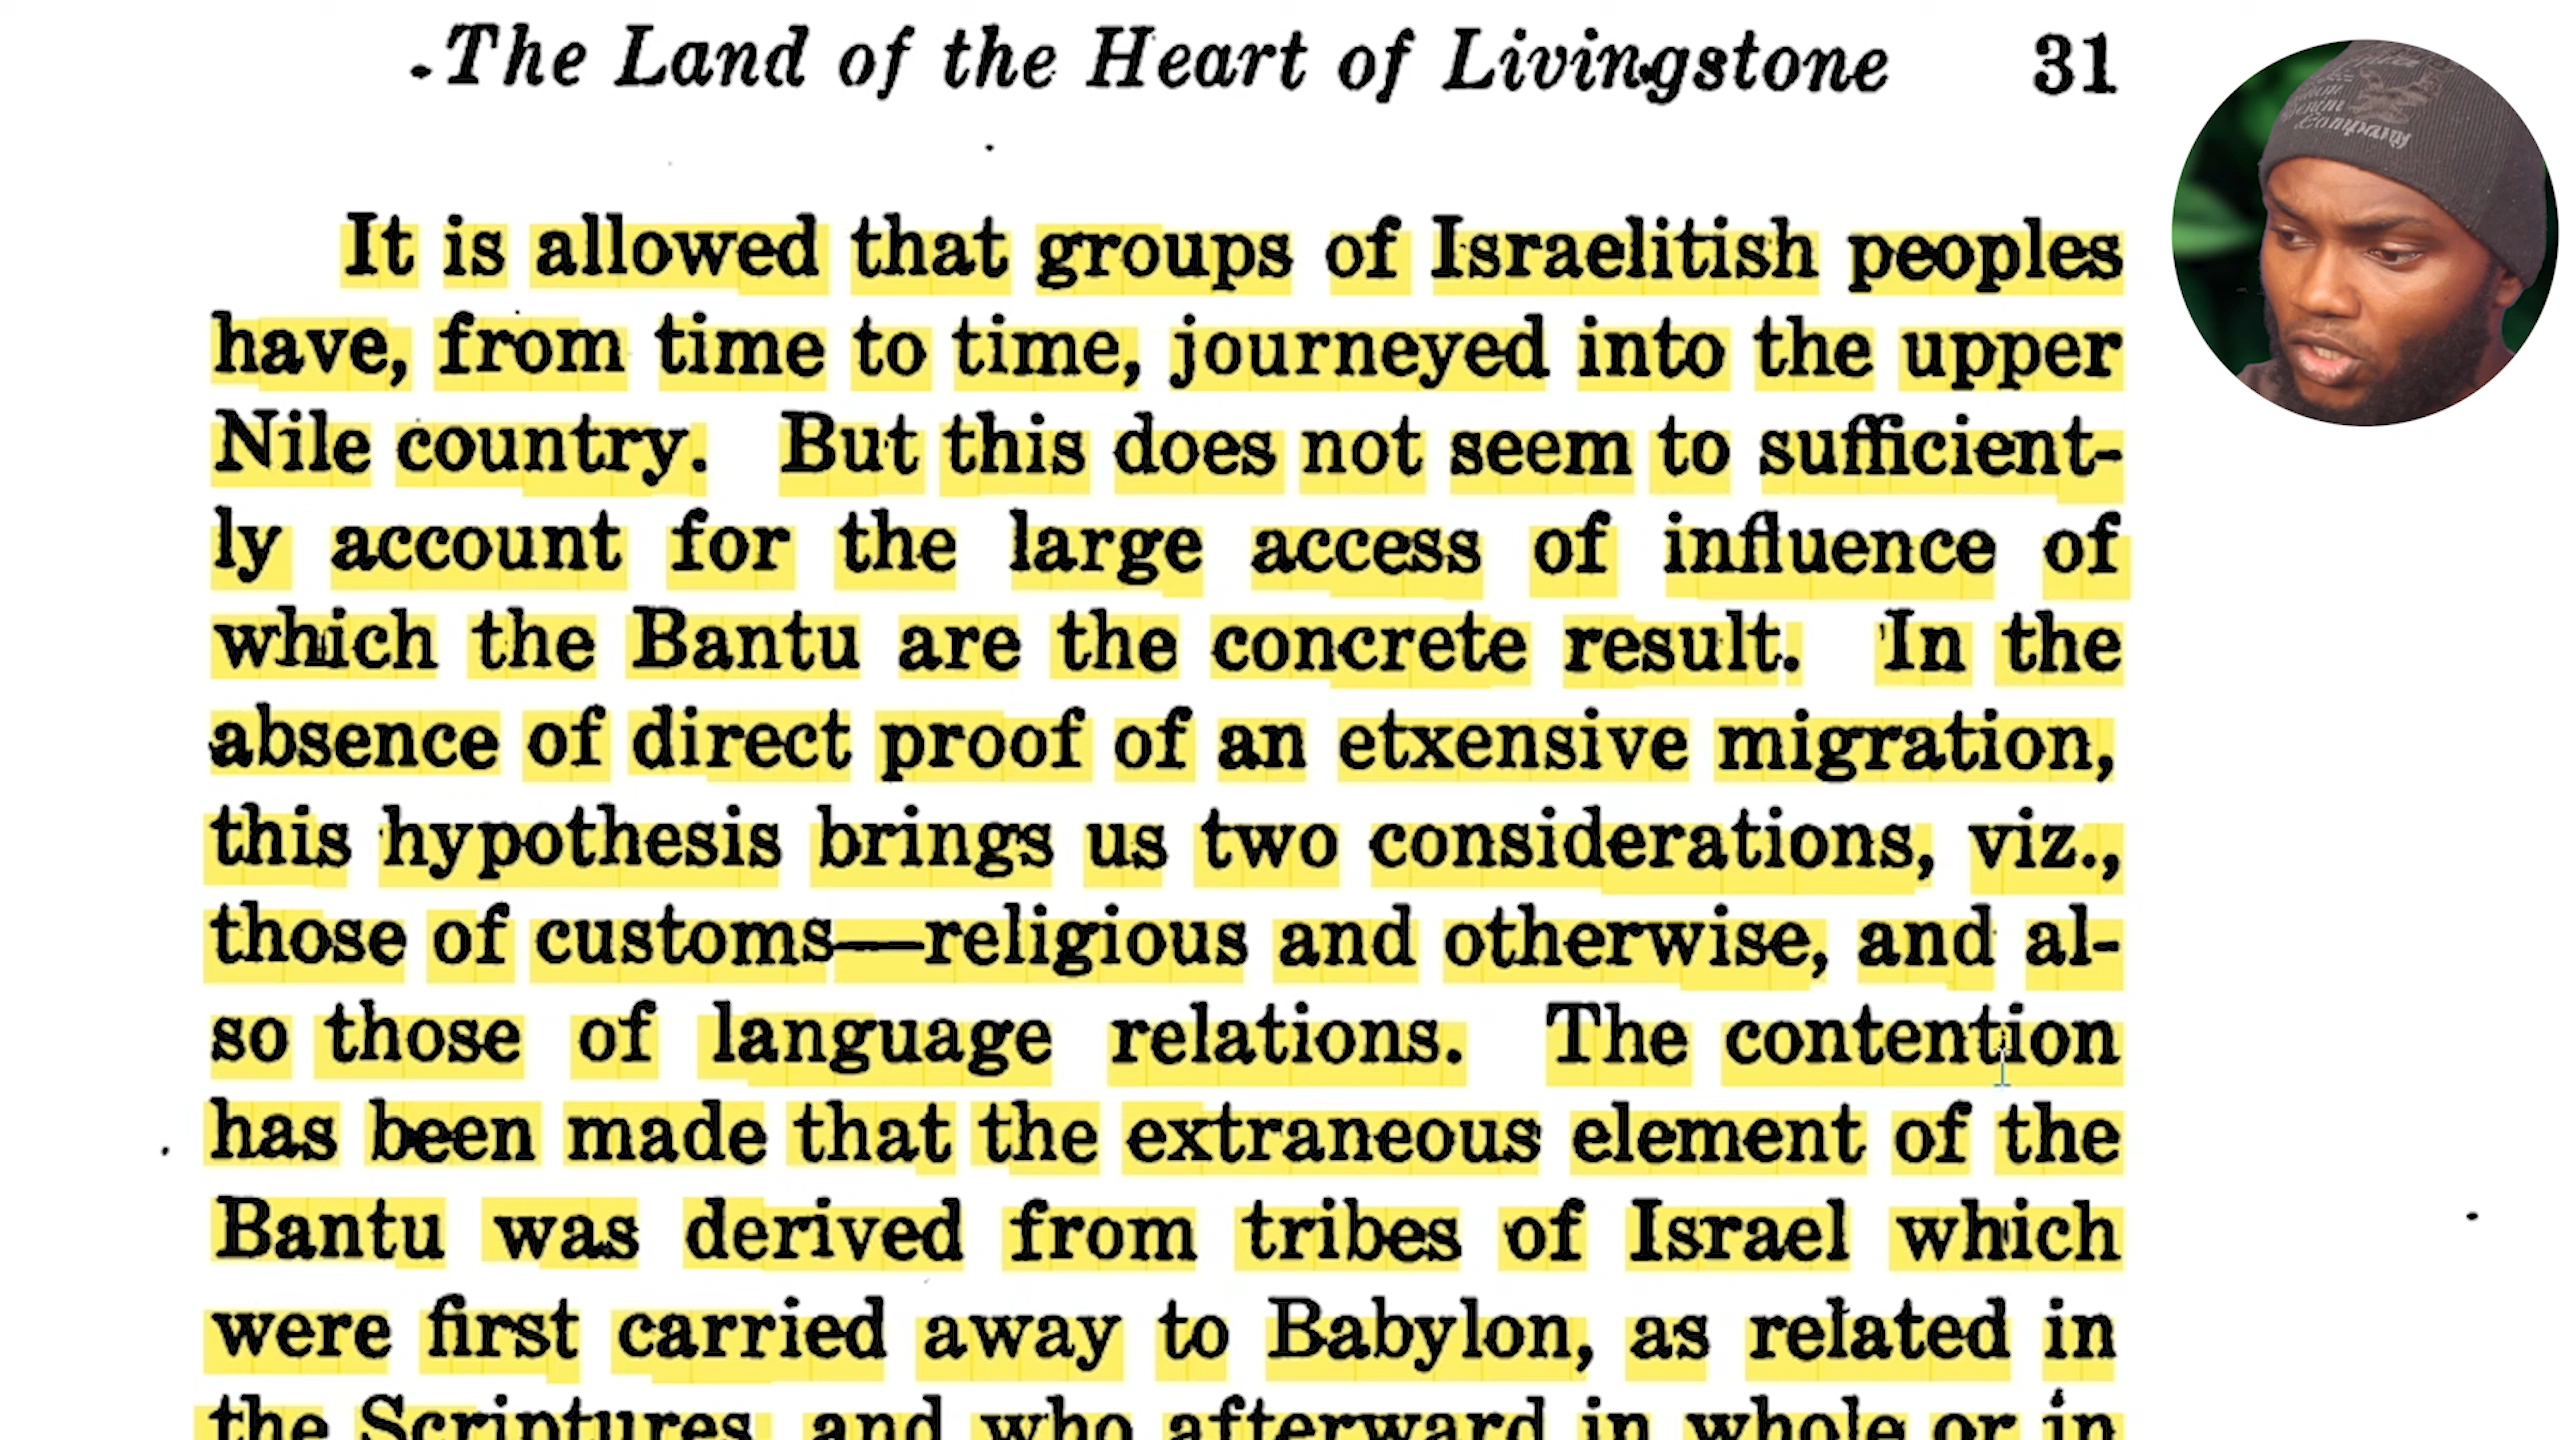 The Land of the Heart of Livingstone 31
It is allowed that groups of Israelitish peoples
have, from time to time, journeyed into the upper
Nile country. But this does not seem to sufficient-
ly account for the large access of influence of
which the Bantu are the concrete result. In the
absence of direct proof of an etxensive migration,
this hypothesis brings us two considerations, viz.,
those of customs—religious and otherwise, and al-
so those of language relations. The contention
has been made that the extraneous element of the
Bantu was derived from tribes of Israel which
were first carried away to Babylon, as related in
the Scriptures, and who afterward in whole or in
Company